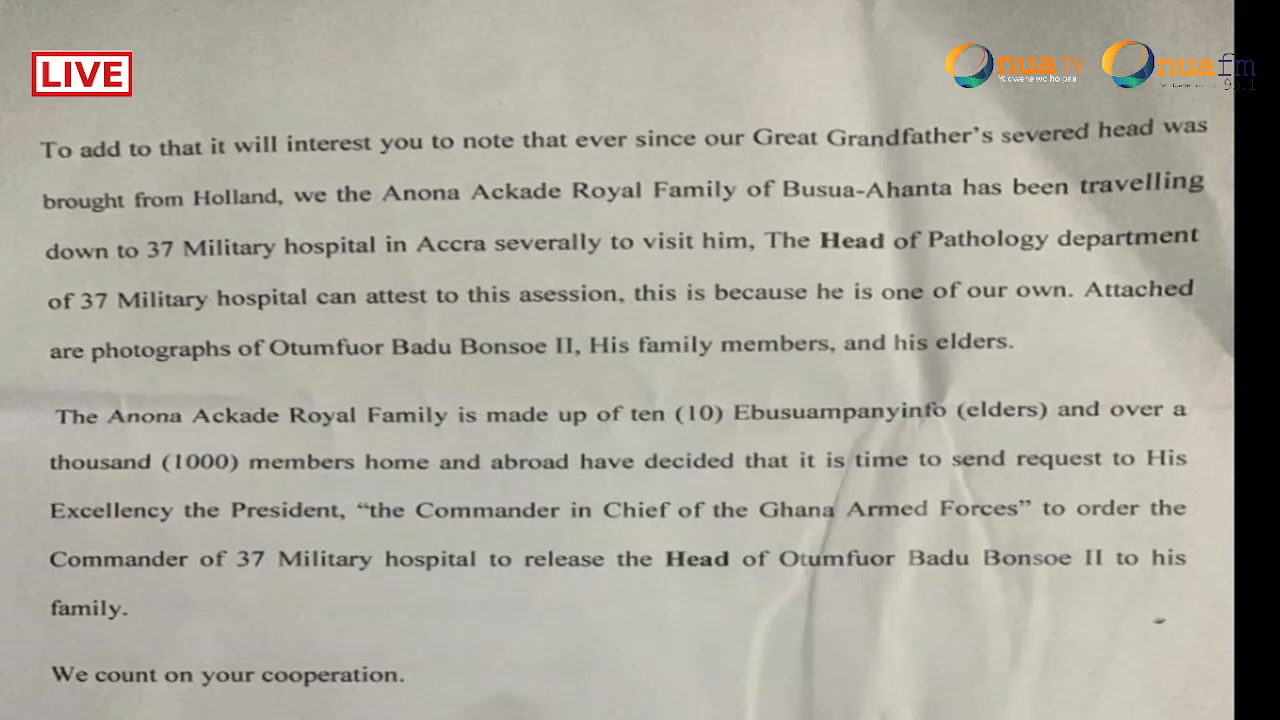 LIVE
Onua TV
Onua fm
95.1
To add to that it will interest you to note that ever since our Great Grandfather's severed head was
brought from Holland, we the Anona Ackade Royal Family of Busua-Ahanta has been travelling
down to 37 Military hospital in Accra severally to visit him, The Head of Pathology department
of 37 Military hospital can attest to this asession, this is because he is one of our own. Attached
are photographs of Otumfuor Badu Bonsoe II, His family members, and his elders.
The Anona Ackade Royal Family is made up of ten (10) Ebusuampanyinfo (elders) and over a
thousand (1000) members home and abroad have decided that it is time to send request to His
Excellency the President, “the Commander in Chief of the Ghana Armed Forces” to order the
Commander of 37 Military hospital to release the Head of Otumfuor Badu Bonsoe II to his
family.
We count on your cooperation.